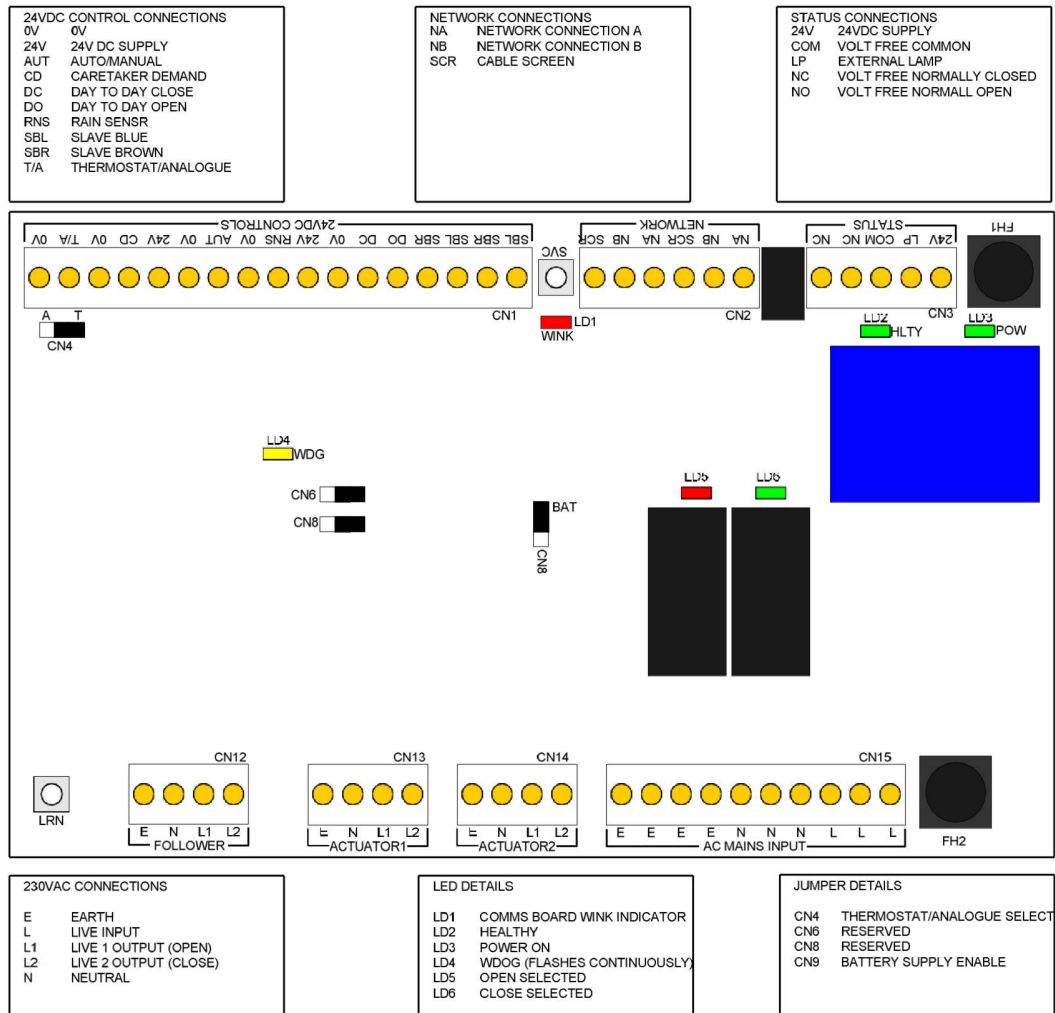 24VDC CONTROL CONNECTIONS
0V 0V
24V 24V DC SUPPLY
AUT AUTO/MANUAL
CD CARETAKER DEMAND
DC DAY TO DAY CLOSE
DO DAY TO DAY OPEN
RNS RAIN SENSR
SBL SLAVE BLUE
SBR SLAVE BROWN
T/A THERMOSTAT/ANALOGUE
NETWORK CONNECTIONS
NA NETWORK CONNECTION A
NB NETWORK CONNECTION B
SCR CABLE SCREEN
STATUS CONNECTIONS
24V 24VDC SUPPLY
COM VOLT FREE COMMON
LP EXTERNAL LAMP
NC VOLT FREE NORMALLY CLOSED
NO VOLT FREE NORMALL OPEN
24VDC CONTROLS
0V T/A 0V CD 24V 0V AUT 0V RNS 24V 0V DC DO SBR SBL SBR SBL
CN1
SVC
NETWORK
SCR NB NA SCR NB NA
CN2
STATUS
NC NC COM LP 24V
CN3
FH1
A T
CN4
LD1
WINK
LD2
HLTY
LD3
POW
LD4
WDG
CN6
CN8
BAT
CN8
LD5
LD6
LRN
CN12
E N L1 L2
FOLLOWER
CN13
E N L1 L2
ACTUATOR1
CN14
E N L1 L2
ACTUATOR2
CN15
E E E E N N N L L L
AC MAINS INPUT
FH2
230VAC CONNECTIONS
E EARTH
L LIVE INPUT
L1 LIVE 1 OUTPUT (OPEN)
L2 LIVE 2 OUTPUT (CLOSE)
N NEUTRAL
LED DETAILS
LD1 COMMS BOARD WINK INDICATOR
LD2 HEALTHY
LD3 POWER ON
LD4 WDOG (FLASHES CONTINUOUSLY)
LD5 OPEN SELECTED
LD6 CLOSE SELECTED
JUMPER DETAILS
CN4 THERMOSTAT/ANALOGUE SELECT
CN6 RESERVED
CN8 RESERVED
CN9 BATTERY SUPPLY ENABLE